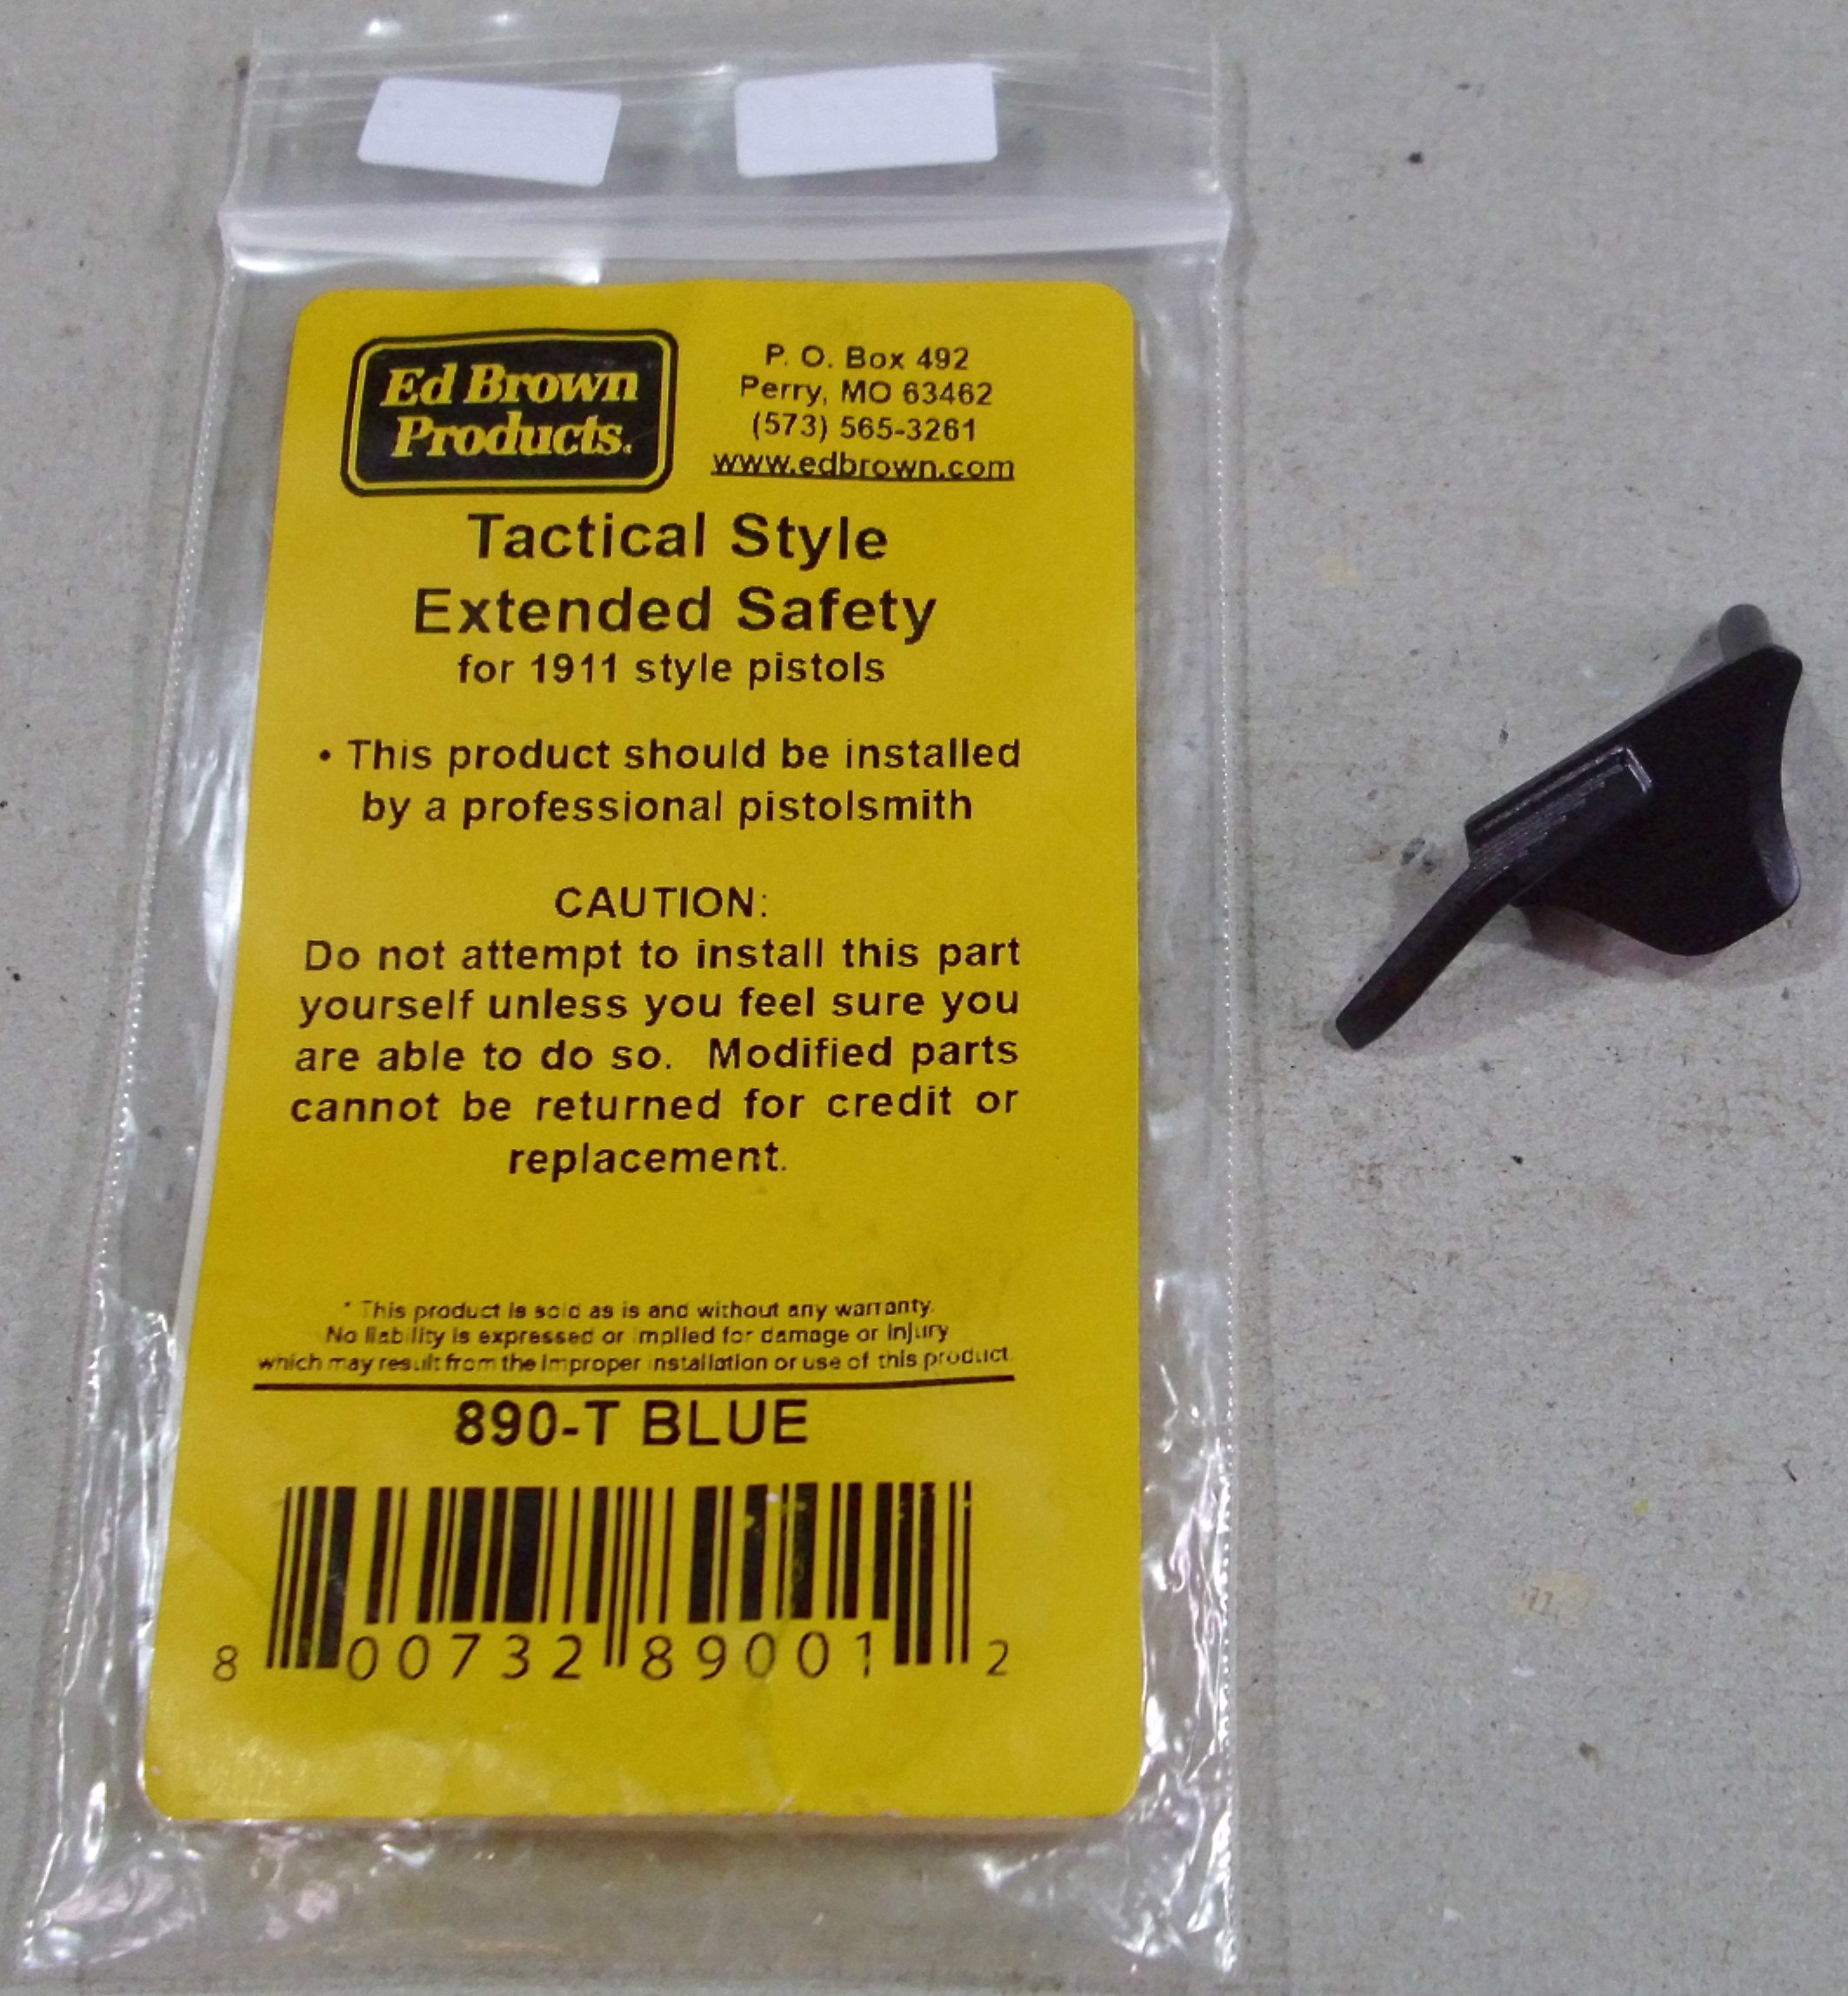 Ed Brown
Products.
P. O. Box 492
Perry, MO 63462
(573) 565-3261
www.edbrown.com
Tactical Style
Extended Safety
for 1911 style pistols
• This product should be installed
by a professional pistolsmith
CAUTION:
Do not attempt to install this part
yourself unless you feel sure you
are able to do so. Modified parts
cannot be returned for credit or
replacement.
* This product is sold as is and without any warranty.
No liability is expressed or implied for damage or injury
which may result from the improper installation or use of this product.
890-T BLUE
8 00732 89001 2